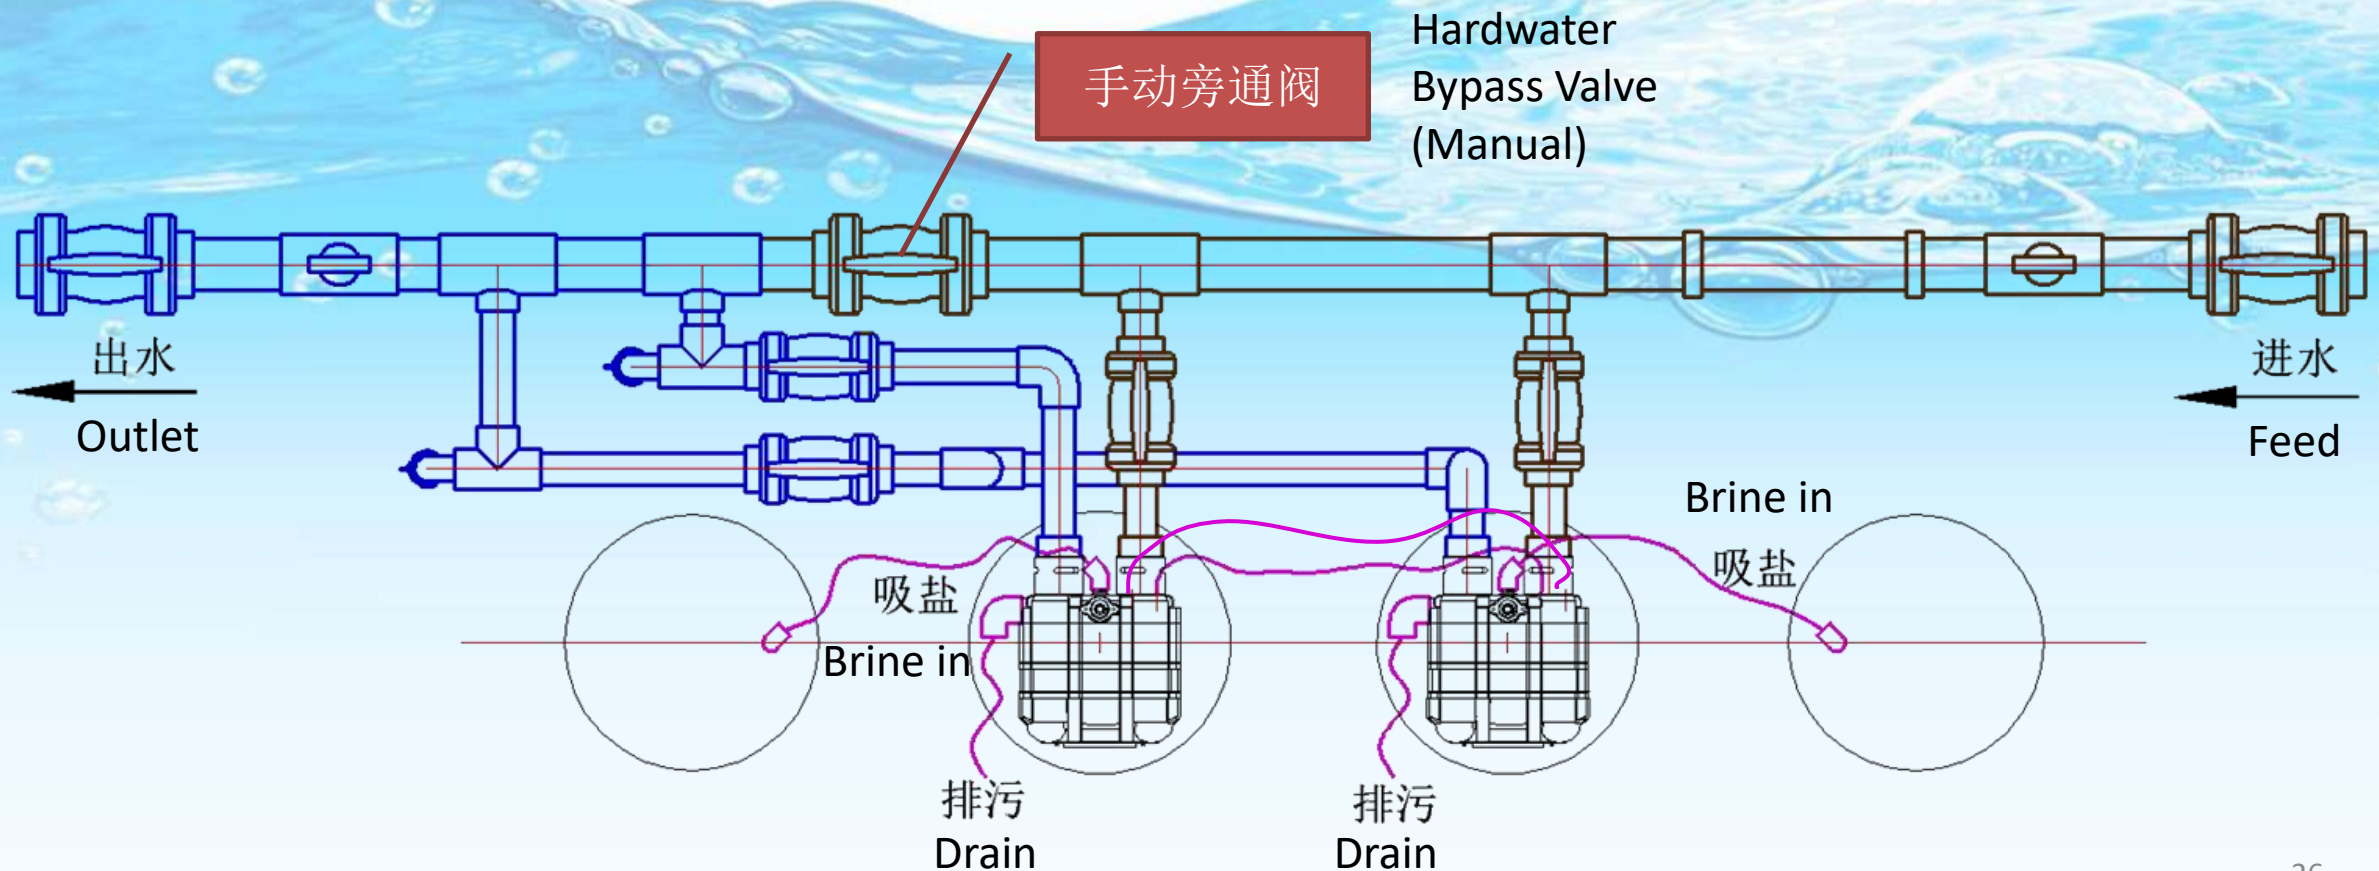 手动旁通阀
Hardwater
Bypass Valve
(Manual)
出水
Outlet
进水
Feed
Brine in
吸盐
吸盐
Brine in
排污
Drain
排污
Drain